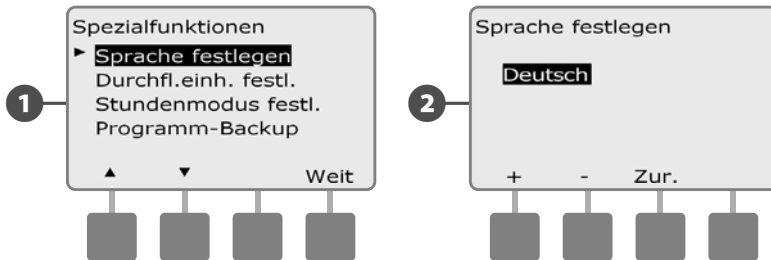 Spezialfunktionen
► Sprache festlegen
Durchfl.einh. festl.
Stundenmodus festl.
Programm-Backup
▲ ▼ Weit
1
Sprache festlegen
Deutsch
+ - Zur.
2